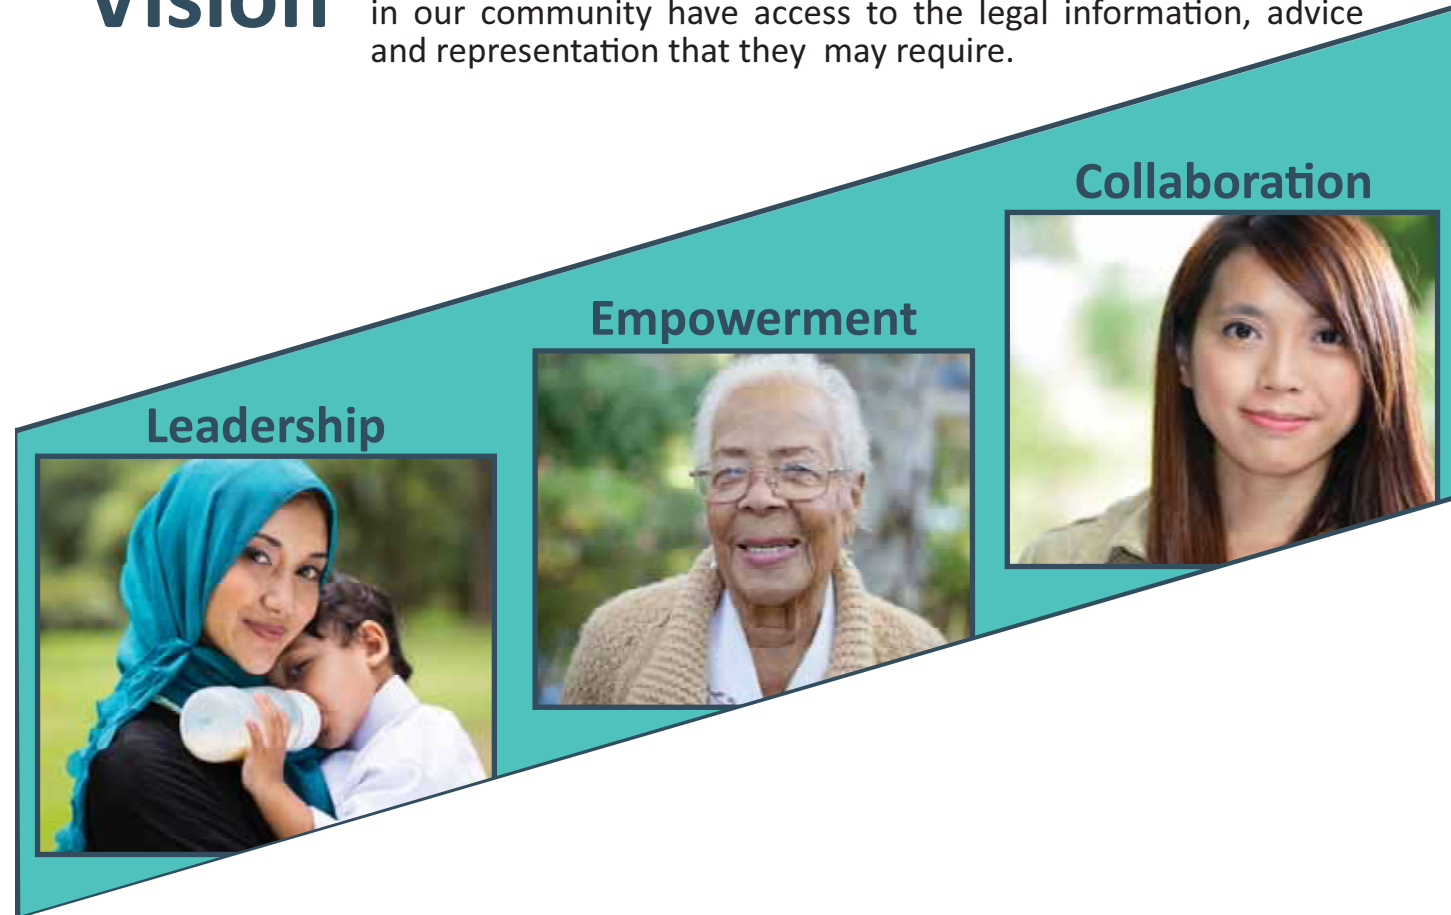 Vision
in our community have access to the legal information, advice
and representation that they may require.
Collaboration
Empowerment
Leadership